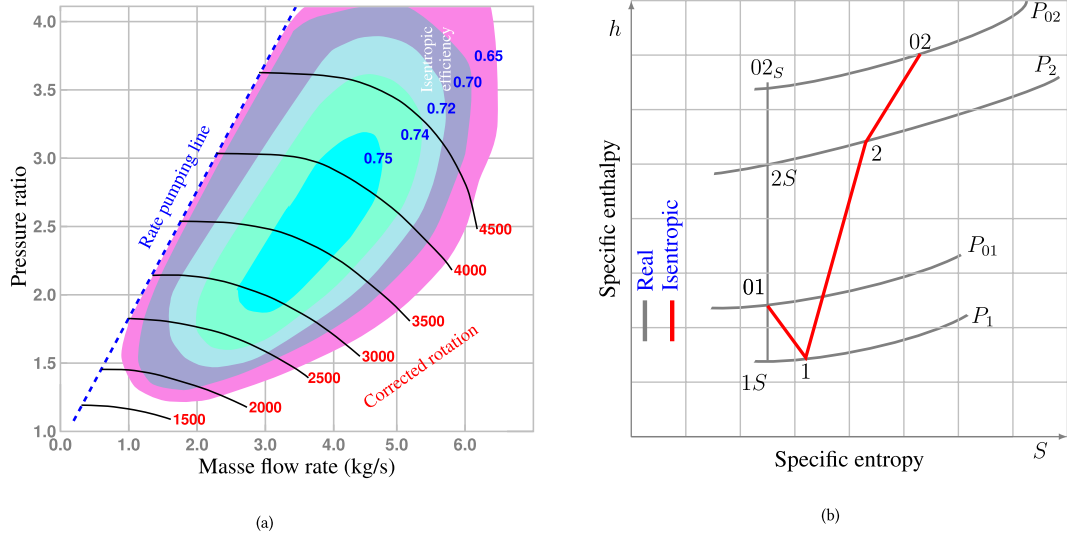 4.0
3.5
3.0
2.5
2.0
1.5
1.0
0.0
1.0
2.0
3.0
4.0
5.0
6.0
Pressure ratio
Masse flow rate (kg/s)
Rate pumping line
Isentropic
efficiency
0.65
0.70
0.72
0.74
0.75
4500
4000
3500
3000
2500
2000
1500
Corrected rotation
(a)
h
Specific enthalpy
Real
Isentropic
P02
02
02S
P2
2
2S
P01
01
P1
1S
1
S
Specific entropy
(b)